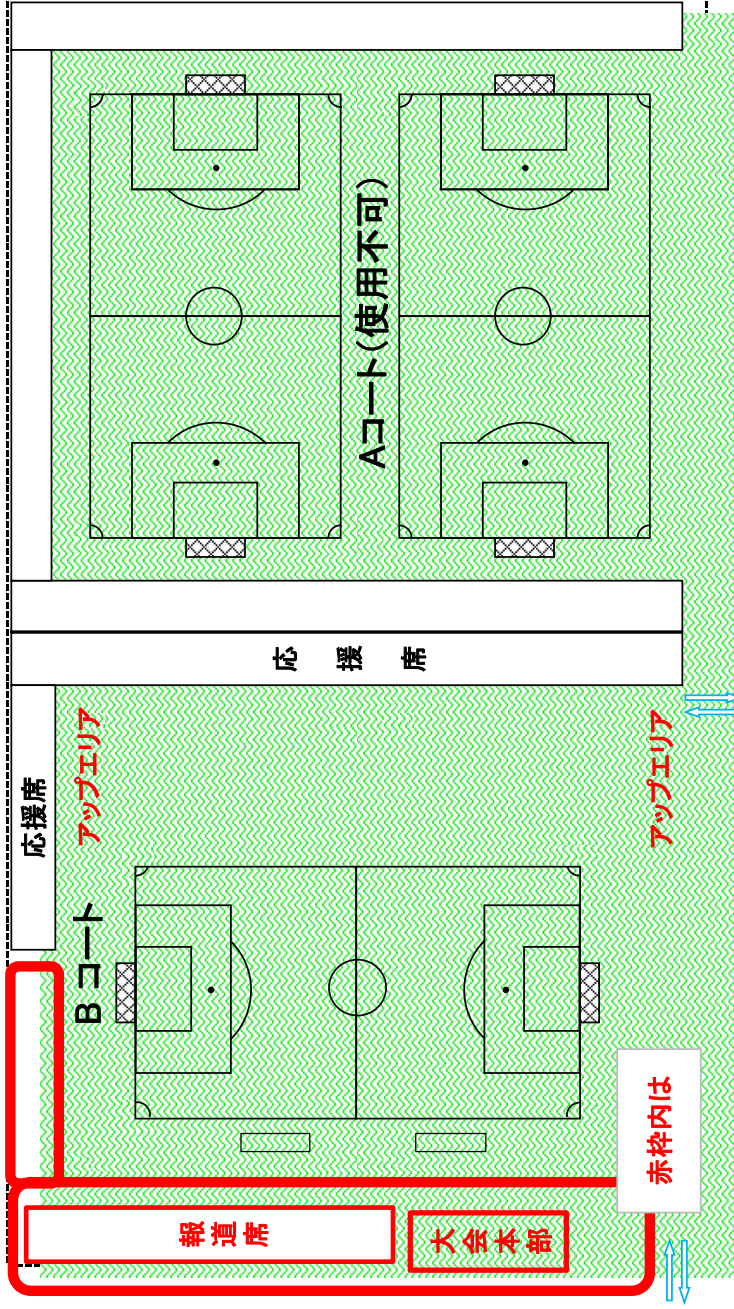 Aコート(使用不可)
応　援　席
応援席
アップエリア
アップエリア
Bコート
赤枠内は
報道席
大会本部